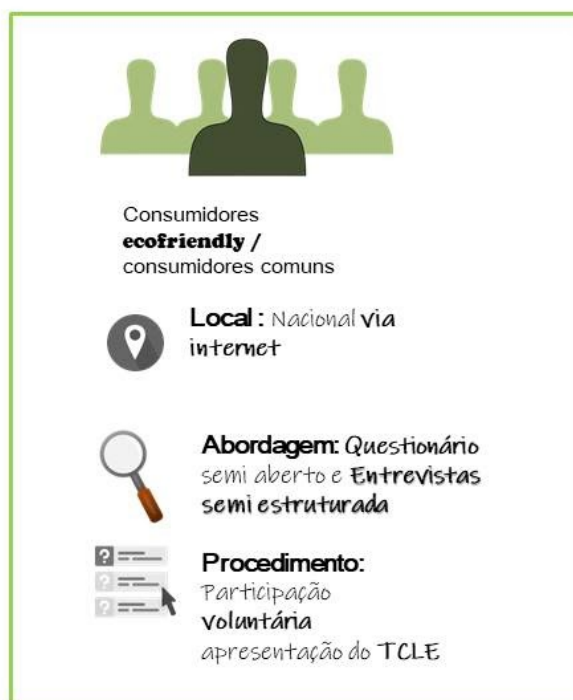 Consumidores
ecofriendly /
consumidores comuns
Local : Nacional via
internet
Abordagem: Questionário
semi aberto e Entrevistas
semi estruturada
?
?
?
Procedimento:
Participação
voluntária
apresentação do TCLE